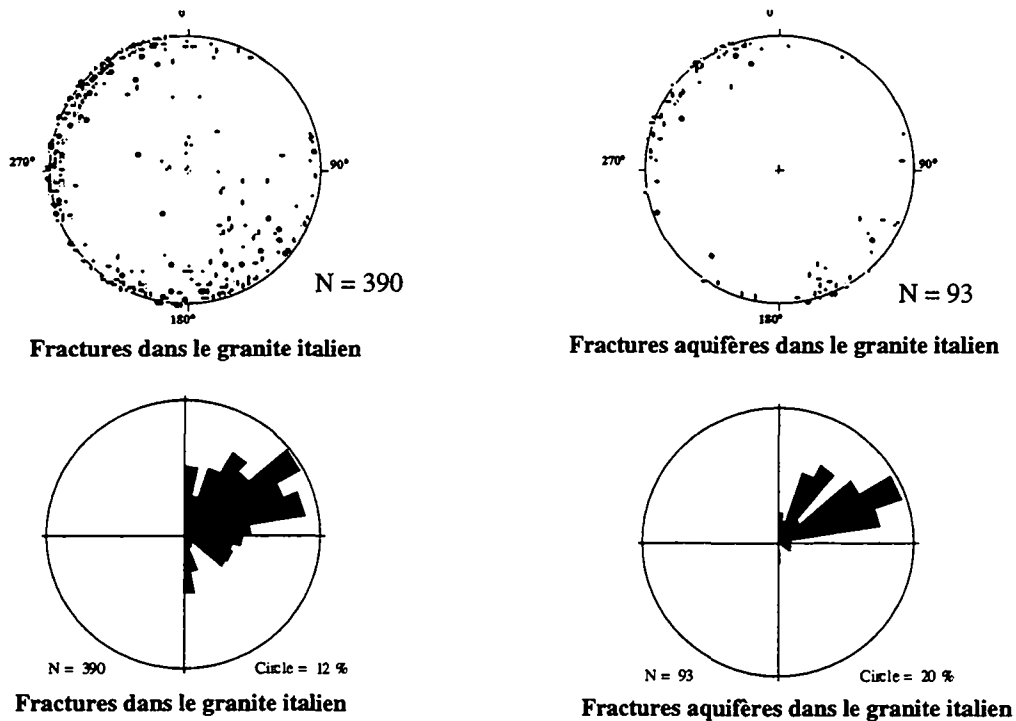 0
0
270°
90°
270°
90°
N = 390
N = 93
180°
180°
Fractures dans le granite italien
Fractures aquifères dans le granite italien
N = 390
Circle = 12 %
N = 93
Circle = 20 %
Fractures dans le granite italien
Fractures aquifères dans le granite italien